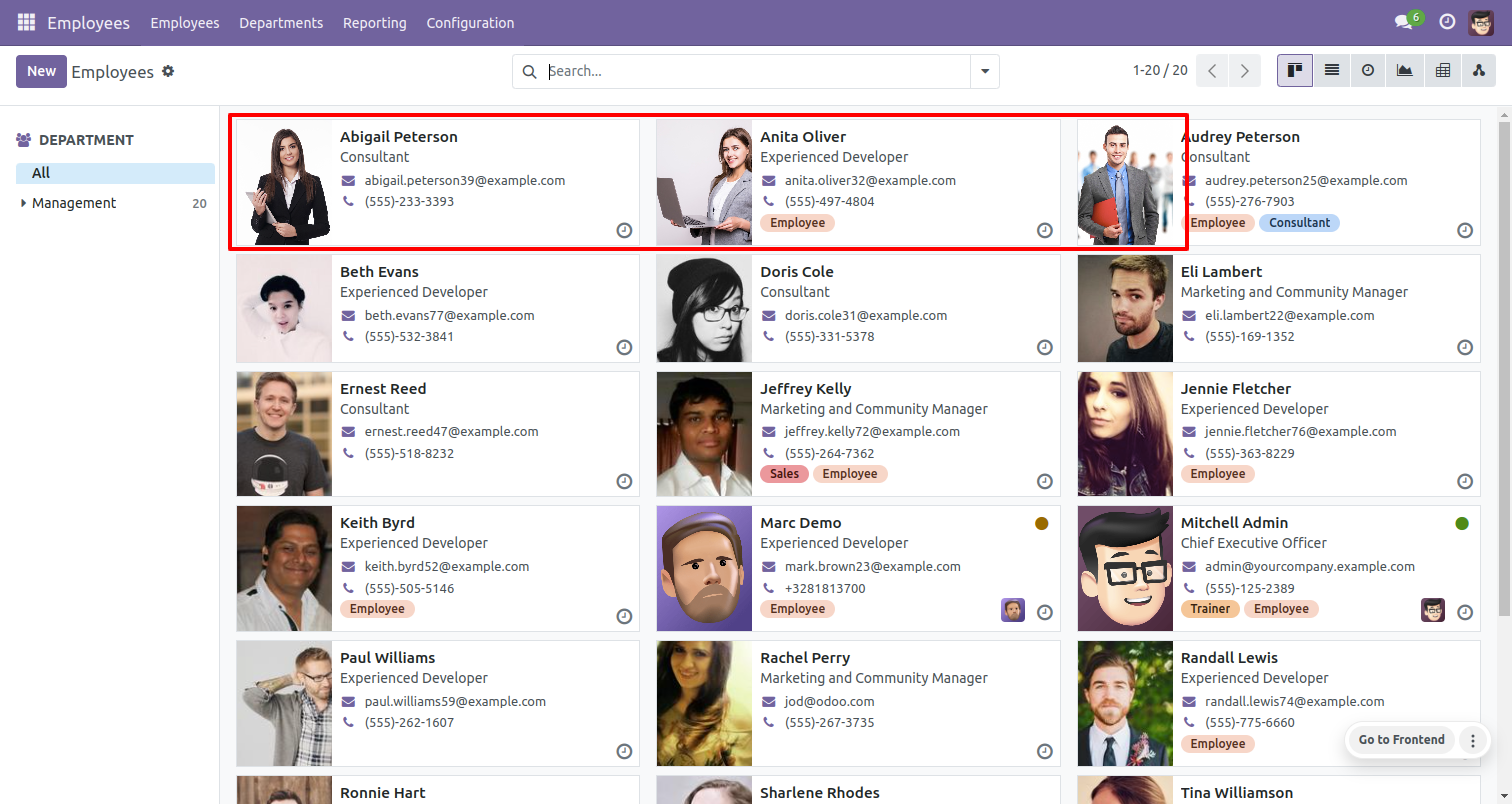 Employees Employees Departments Reporting Configuration 6
New Employees Search... 1-20 / 20
DEPARTMENT
All
Management 20
Abigail Peterson
Consultant
abigail.peterson39@example.com
(555)-233-3393
Anita Oliver
Experienced Developer
anita.oliver32@example.com
(555)-497-4804
Employee
Audrey Peterson
Consultant
audrey.peterson25@example.com
(555)-276-7903
Employee Consultant
Beth Evans
Experienced Developer
beth.evans77@example.com
(555)-532-3841
Doris Cole
Consultant
doris.cole31@example.com
(555)-331-5378
Eli Lambert
Marketing and Community Manager
eli.lambert22@example.com
(555)-169-1352
Ernest Reed
Consultant
ernest.reed47@example.com
(555)-518-8232
Jeffrey Kelly
Marketing and Community Manager
jeffrey.kelly72@example.com
(555)-264-7362
Sales Employee
Jennie Fletcher
Experienced Developer
jennie.fletcher76@example.com
(555)-363-8229
Employee
Keith Byrd
Experienced Developer
keith.byrd52@example.com
(555)-505-5146
Employee
Marc Demo
Experienced Developer
mark.brown23@example.com
+3281813700
Employee
Mitchell Admin
Chief Executive Officer
admin@yourcompany.example.com
(555)-125-2389
Trainer Employee
Paul Williams
Experienced Developer
paul.williams59@example.com
(555)-262-1607
Rachel Perry
Marketing and Community Manager
jod@odoo.com
(555)-267-3735
Randall Lewis
Experienced Developer
randall.lewis74@example.com
(555)-775-6660
Employee
Go to Frontend
Ronnie Hart
Sharlene Rhodes
Tina Williamson